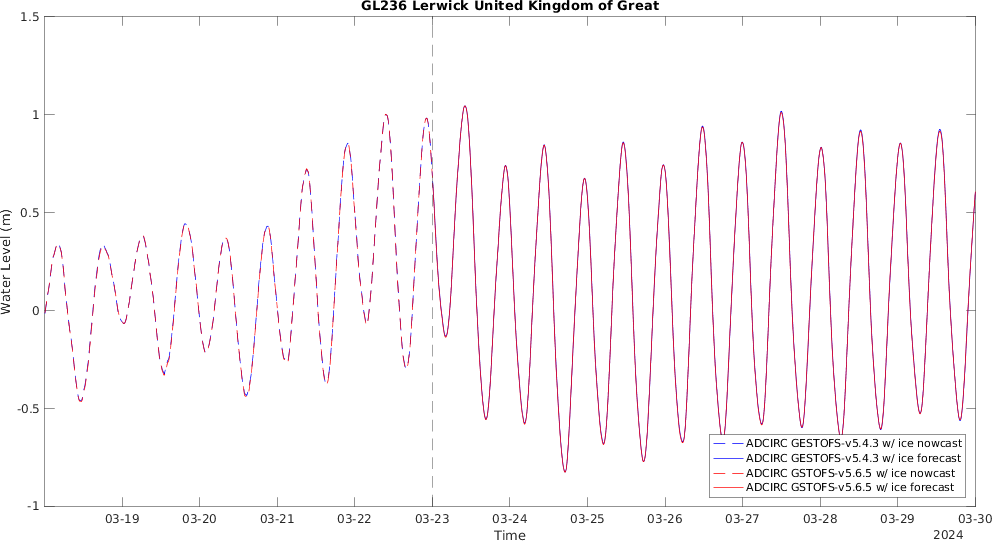 GL236 Lerwick United Kingdom of Great
1.5
1
0.5
0
-0.5
-1
Water Level (m)
03-19 03-20 03-21 03-22 03-23 03-24 03-25 03-26 03-27 03-28 03-29 03-30
Time
2024
ADCIRC GESTOFS-v5.4.3 w/ ice nowcast
ADCIRC GESTOFS-v5.4.3 w/ ice forecast
ADCIRC GSTOFS-v5.6.5 w/ ice nowcast
ADCIRC GSTOFS-v5.6.5 w/ ice forecast